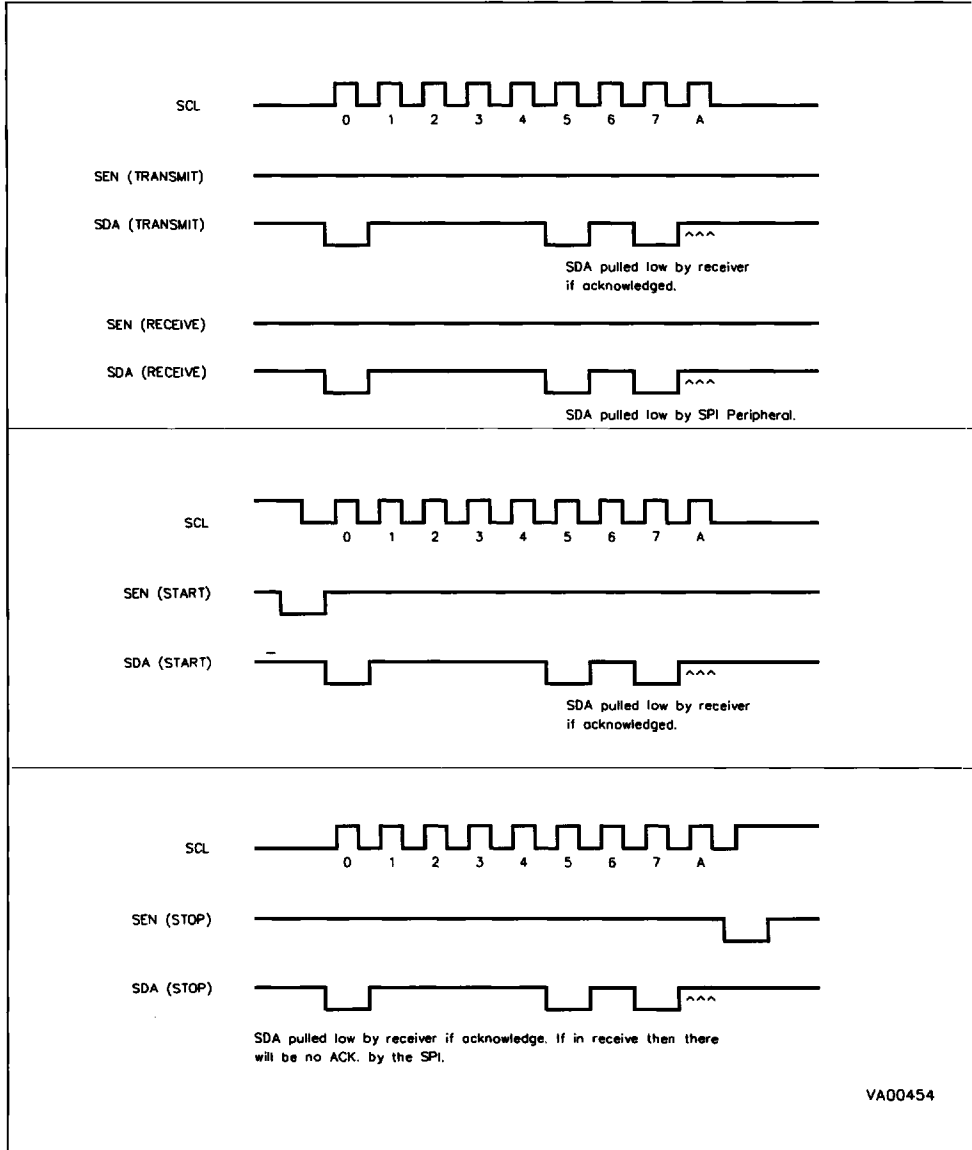 SCL
0 1 2 3 4 5 6 7 A
SEN (TRANSMIT)
SDA (TRANSMIT)
^^^
SDA pulled low by receiver
if acknowledged.
SEN (RECEIVE)
SDA (RECEIVE)
^^^
SDA pulled low by SPI Peripheral.
SCL
0 1 2 3 4 5 6 7 A
SEN (START)
SDA (START)
^^^
SDA pulled low by receiver
if acknowledged.
SCL
0 1 2 3 4 5 6 7 A
SEN (STOP)
SDA (STOP)
^^^
SDA pulled low by receiver if acknowledge. If in receive then there
will be no ACK. by the SPI.
VA00454